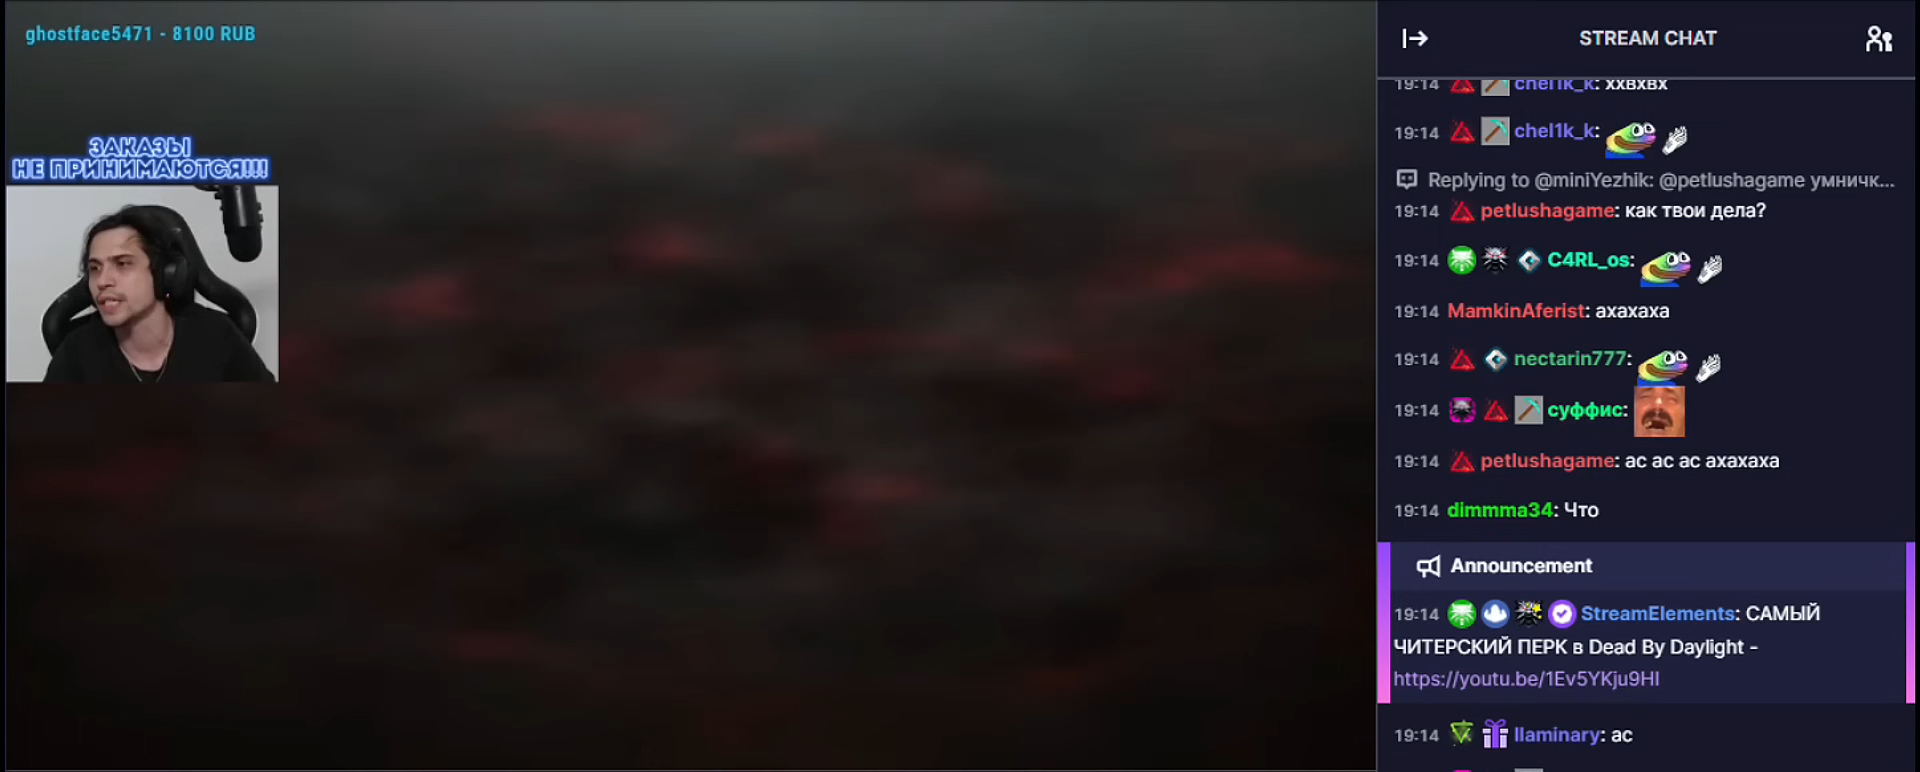 ghostface5471 - 8100 RUB
ЗАКАЗЫ
НЕ ПРИНИМАЮТСЯ!!!
STREAM CHAT
19:14 chel1k_k: хxвхвх
19:14 chel1k_k:
Replying to @miniYezhik: @petlushagame умничк...
19:14 petlushagame: как твои дела?
19:14 C4RL_os:
19:14 MamkinAferist: ахахаха
19:14 nectarin777:
19:14 суффис:
19:14 petlushagame: ас ас ас ахахаха
19:14 dimmma34: Что
Announcement
19:14 StreamElements: САМЫЙ
ЧИТЕРСКИЙ ПЕРК в Dead By Daylight -
https://youtu.be/1Ev5YKju9HI
19:14 llaminary: ас